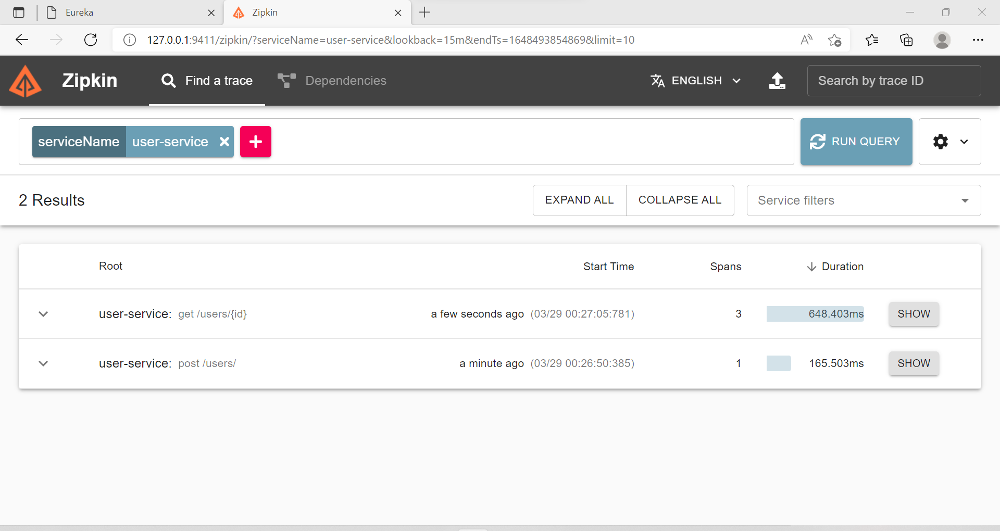 Eureka
Zipkin
127.0.0.1:9411/zipkin/?serviceName=user-service&lookback=15m&endTs=1648493854869&limit=10
Zipkin
Find a trace
Dependencies
ENGLISH
Search by trace ID
serviceName user-service
RUN QUERY
2 Results
EXPAND ALL
COLLAPSE ALL
Service filters
Root Start Time Spans Duration
user-service: get /users/{id} a few seconds ago (03/29 00:27:05:781) 3 648.403ms SHOW
user-service: post /users/ a minute ago (03/29 00:26:50:385) 1 165.503ms SHOW